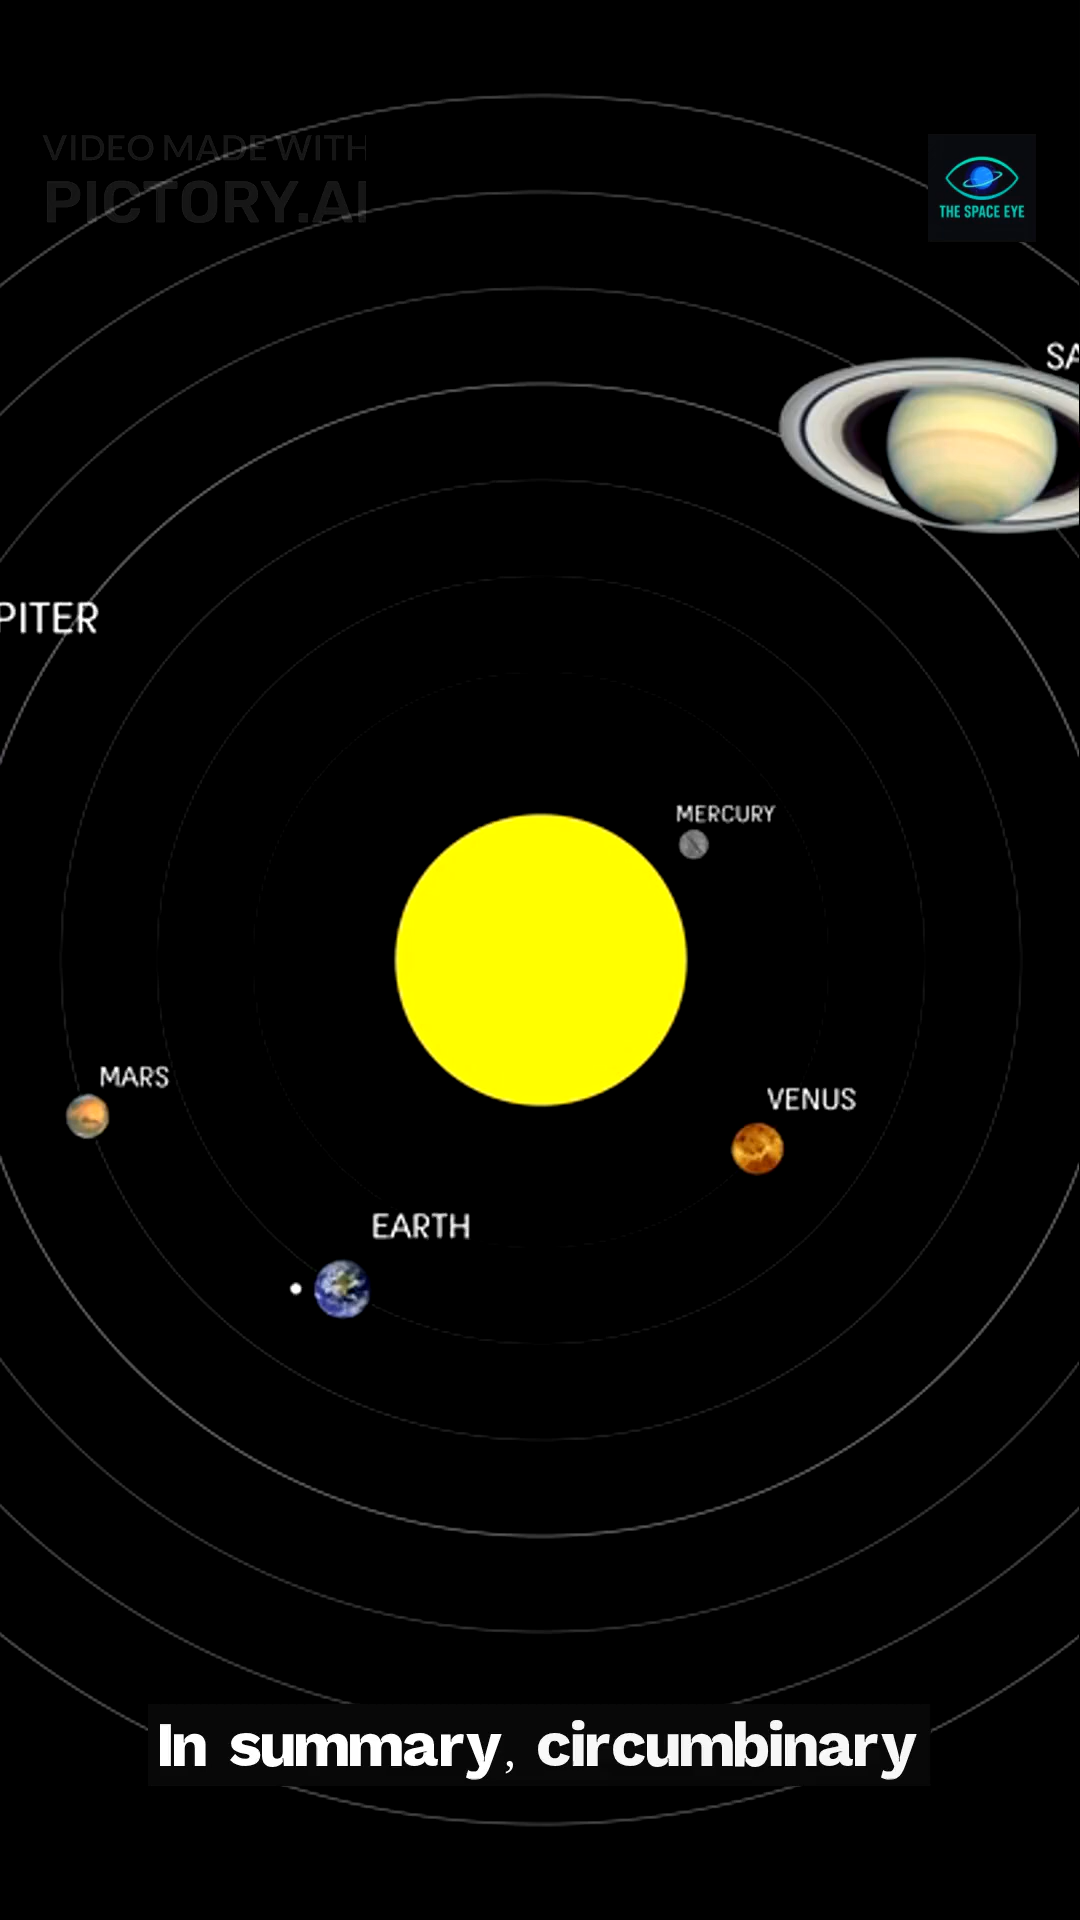 VIDEO MADE WITH
PICTORY.AI
THE SPACE EYE
SA
PITER
MERCURY
MARS
VENUS
EARTH
In summary, circumbinary